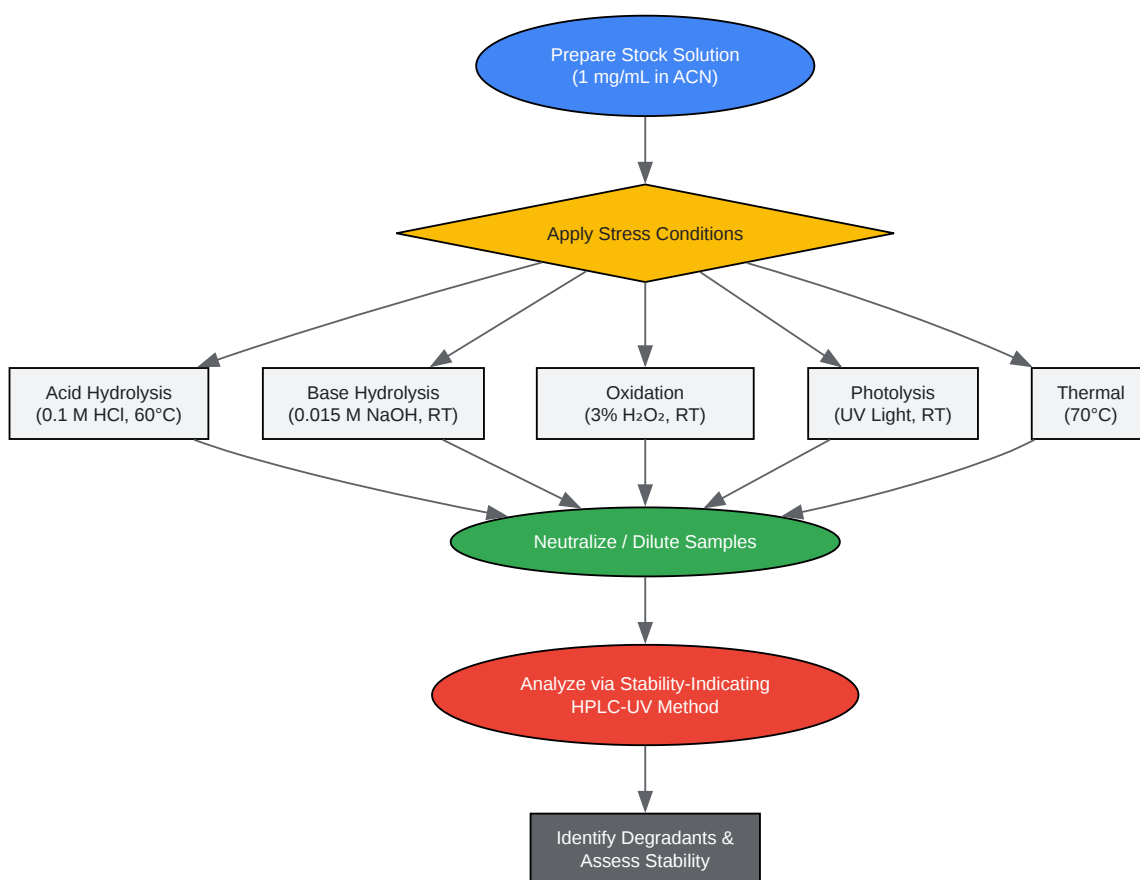 Prepare Stock Solution
(1 mg/mL in ACN)
Apply Stress Conditions
Acid Hydrolysis
(0.1 M HCl, 60°C)
Base Hydrolysis
(0.015 M NaOH, RT)
Oxidation
(3% H₂O₂, RT)
Photolysis
(UV Light, RT)
Thermal
(70°C)
Neutralize / Dilute Samples
Analyze via Stability-Indicating
HPLC-UV Method
Identify Degradants &
Assess Stability